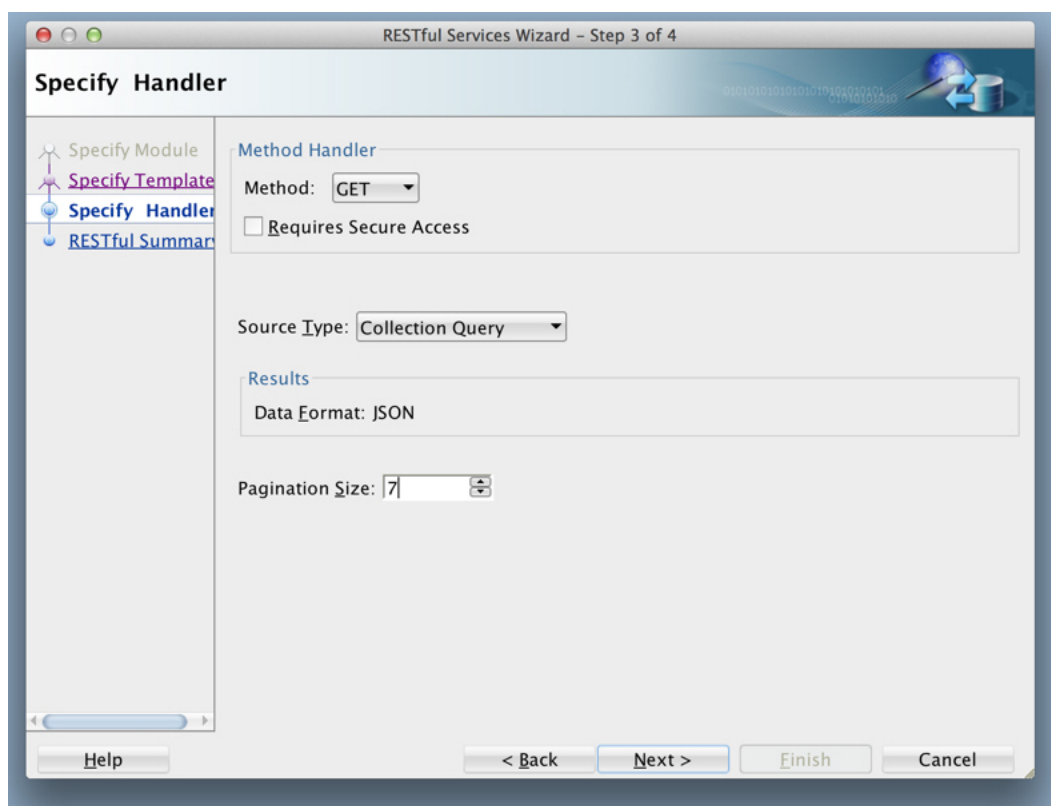 RESTful Services Wizard – Step 3 of 4
Specify Handler
Specify Module
Specify Template
Specify Handler
RESTful Summar
Method Handler
Method: GET
Requires Secure Access
Source Type: Collection Query
Results
Data Format: JSON
Pagination Size: 7
Help < Back Next > Finish Cancel